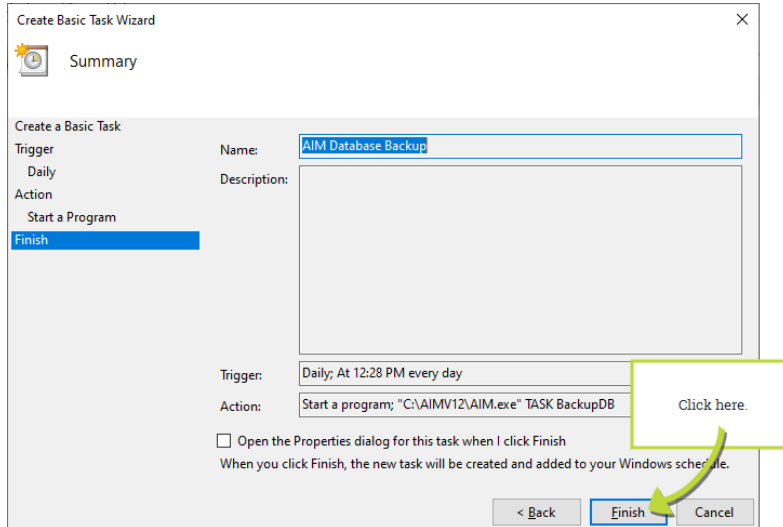 Create Basic Task Wizard
Summary
Create a Basic Task
Trigger
Daily
Action
Start a Program
Finish
Name:
AIM Database Backup
Description:
Trigger:
Daily; At 12:28 PM every day
Action:
Start a program; "C:\AIMV12\AIM.exe" TASK BackupDB
Click here.
Open the Properties dialog for this task when I click Finish
When you click Finish, the new task will be created and added to your Windows schedule.
< Back
Finish
Cancel